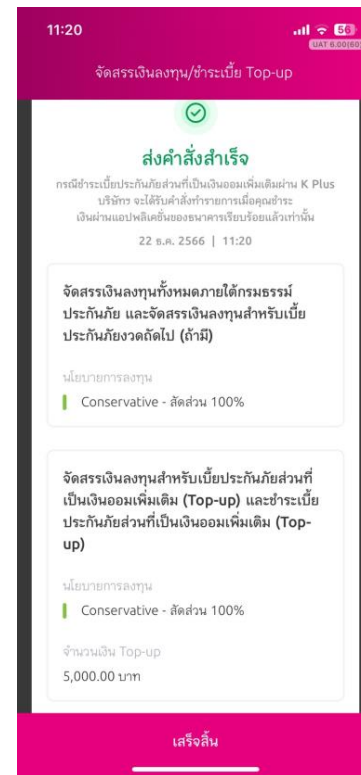 11:20
56
UAT 6.00(60)
จัดสรรเงินลงทุน/ชำระเบี้ย Top-up
ส่งคำสั่งสำเร็จ
กรณีชำระเบี้ยประกันภัยส่วนที่เป็นเงินออมเพิ่มเติมผ่าน K Plus
บริษัทฯ จะได้รับคำสั่งทำรายการเมื่อคุณชำระ
เงินผ่านแอปพลิเคชั่นของธนาคารเรียบร้อยแล้วเท่านั้น
22 ธ.ค. 2566 | 11:20
จัดสรรเงินลงทุนทั้งหมดภายใต้กรมธรรม์
ประกันภัย และจัดสรรเงินลงทุนสำหรับเบี้ย
ประกันภัยงวดถัดไป (ถ้ามี)
นโยบายการลงทุน
Conservative - สัดส่วน 100%
จัดสรรเงินลงทุนสำหรับเบี้ยประกันภัยส่วนที่
เป็นเงินออมเพิ่มเติม (Top-up) และชำระเบี้ย
ประกันภัยส่วนที่เป็นเงินออมเพิ่มเติม (Top-
up)
นโยบายการลงทุน
Conservative - สัดส่วน 100%
จำนวนเงิน Top-up
5,000.00 บาท
เสร็จสิ้น